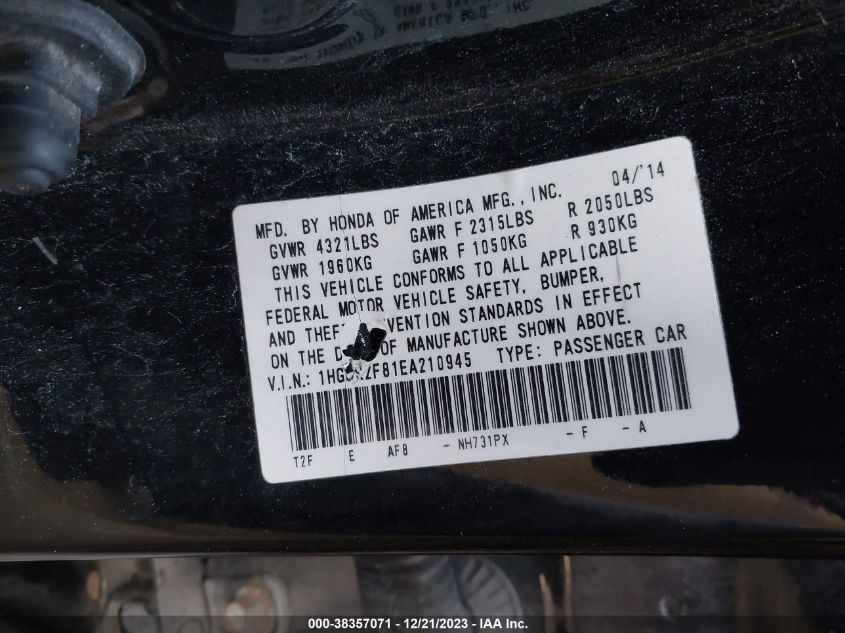 MFD. BY HONDA OF AMERICA MFG., INC. 04/'14
GVWR 4321LBS GAWR F 2315LBS R 2050LBS
GVWR 1960KG GAWR F 1050KG R 930KG
THIS VEHICLE CONFORMS TO ALL APPLICABLE
FEDERAL MOTOR VEHICLE SAFETY, BUMPER,
AND STANDARDS IN EFFECT
ON THE OF MANUFACTURE SHOWN ABOVE.
V.I.N.: TYPE: PASSENGER CAR
T2F E AF8 - NH731PX - F - A
000-38357071 - 12/21/2023 - IAA Inc.